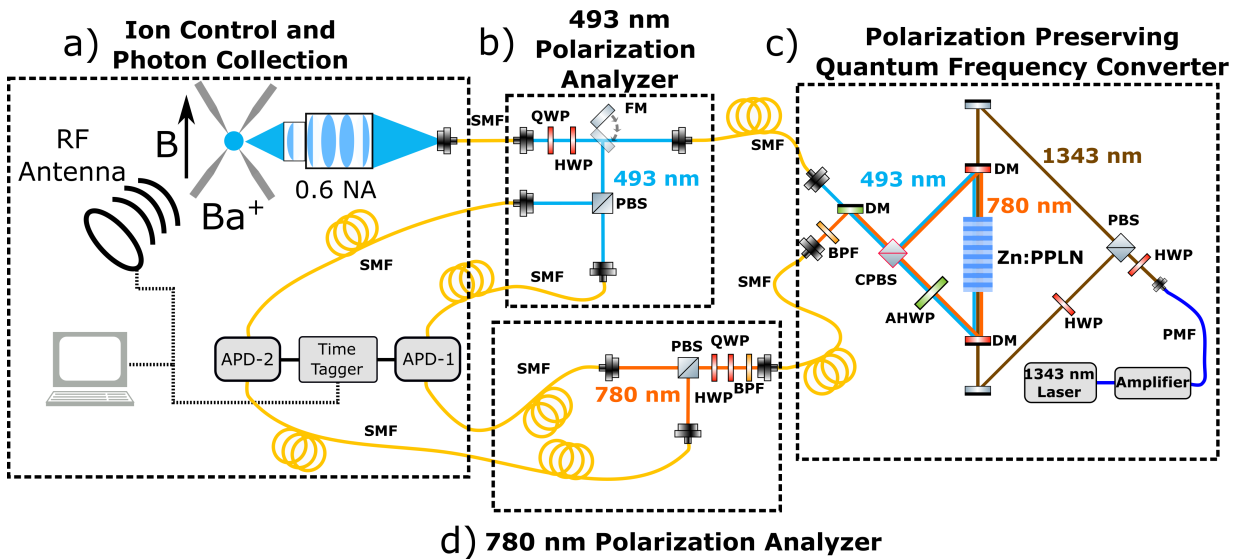 a) Ion Control and
Photon Collection
RF
Antenna
B
Ba+
0.6 NA
SMF
SMF
SMF
SMF
APD-2
Time
Tagger
APD-1
b) 493 nm
Polarization
Analyzer
QWP
HWP
FM
493 nm
PBS
SMF
SMF
c) Polarization Preserving
Quantum Frequency Converter
493 nm
DM
BPF
CPBS
AHWP
DM
780 nm
Zn:PPLN
DM
1343 nm
PBS
HWP
HWP
PMF
1343 nm
Laser
Amplifier
SMF
780 nm
PBS
QWP
HWP
BPF
d) 780 nm Polarization Analyzer